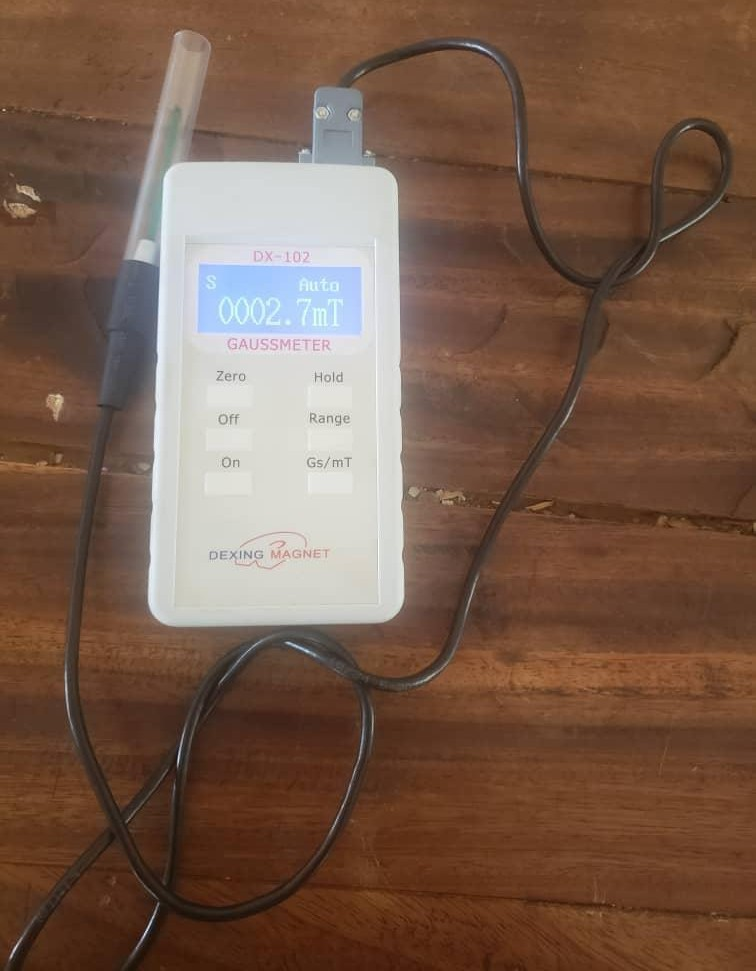 DX-102
S Auto
0002.7mT
GAUSSMETER
Zero Hold
Off Range
On Gs/mT
DEXING MAGNET